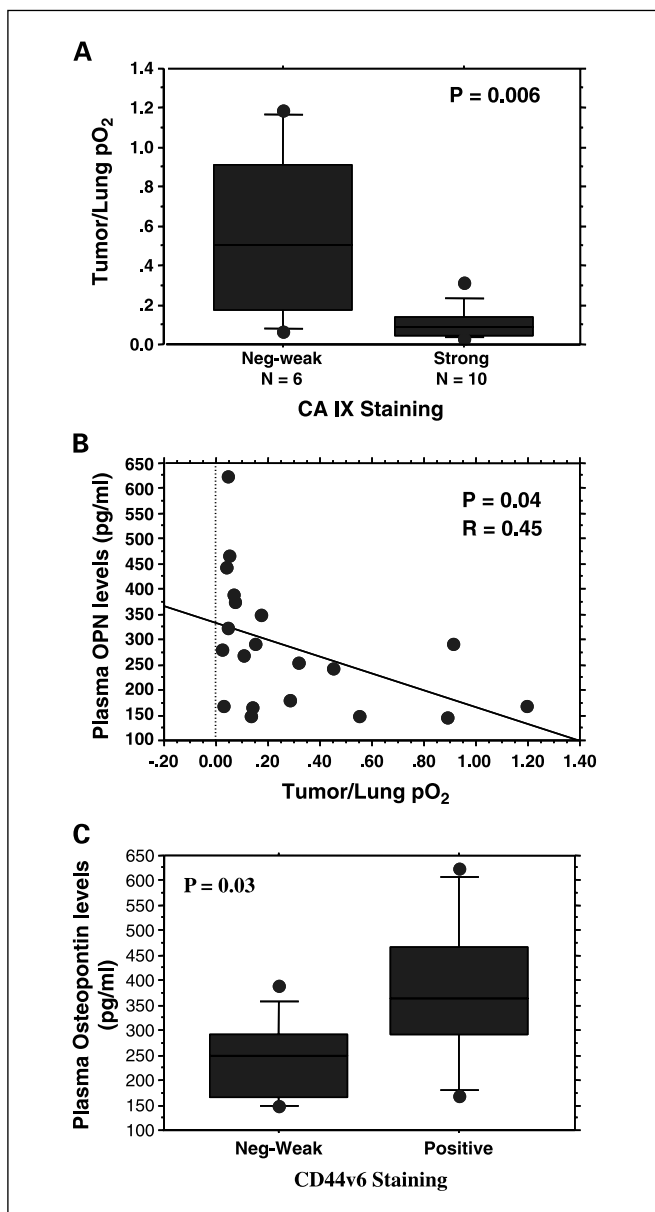 A
P = 0.006
Tumor/Lung pO2
1.4
1.2
1.0
.8
.6
.4
.2
0.0
Neg-weak
N = 6
Strong
N = 10
CA IX Staining
B
P = 0.04
R = 0.45
Plasma OPN levels (pg/ml)
650
600
550
500
450
400
350
300
250
200
150
100
-.20 0.00 .20 .40 .60 .80 1.00 1.20 1.40
Tumor/Lung pO2
C
P = 0.03
Plasma Osteopontin levels
(pg/ml)
650
600
550
500
450
400
350
300
250
200
150
100
Neg-Weak Positive
CD44v6 Staining